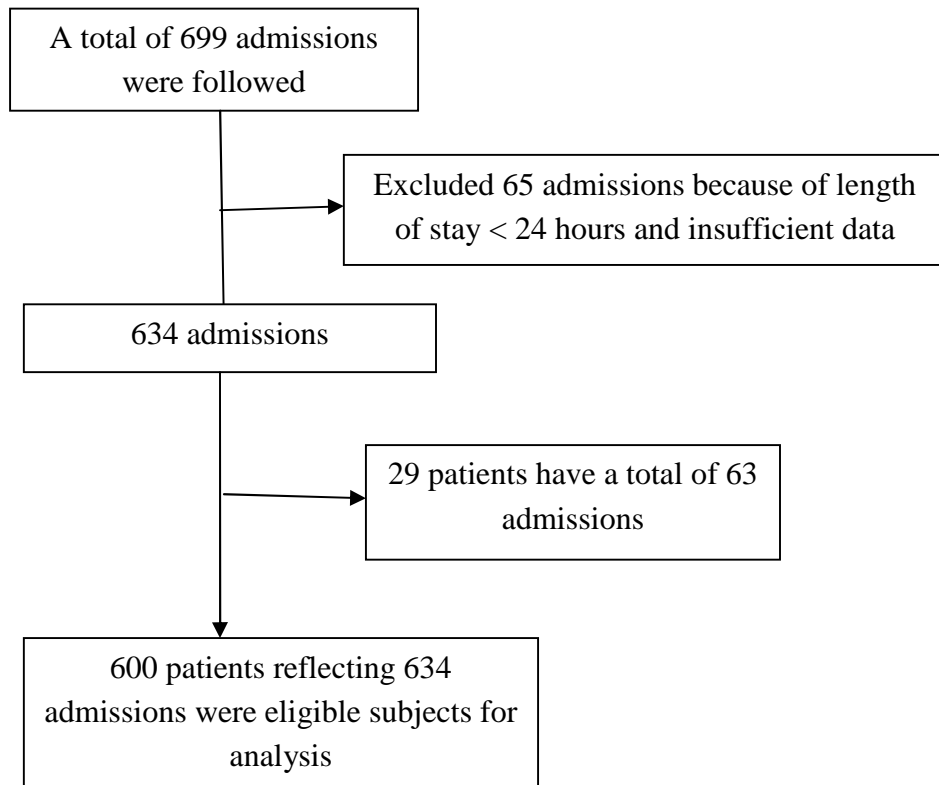 A total of 699 admissions
were followed
Excluded 65 admissions because of length
of stay < 24 hours and insufficient data
634 admissions
29 patients have a total of 63
admissions
600 patients reflecting 634
admissions were eligible subjects for
analysis